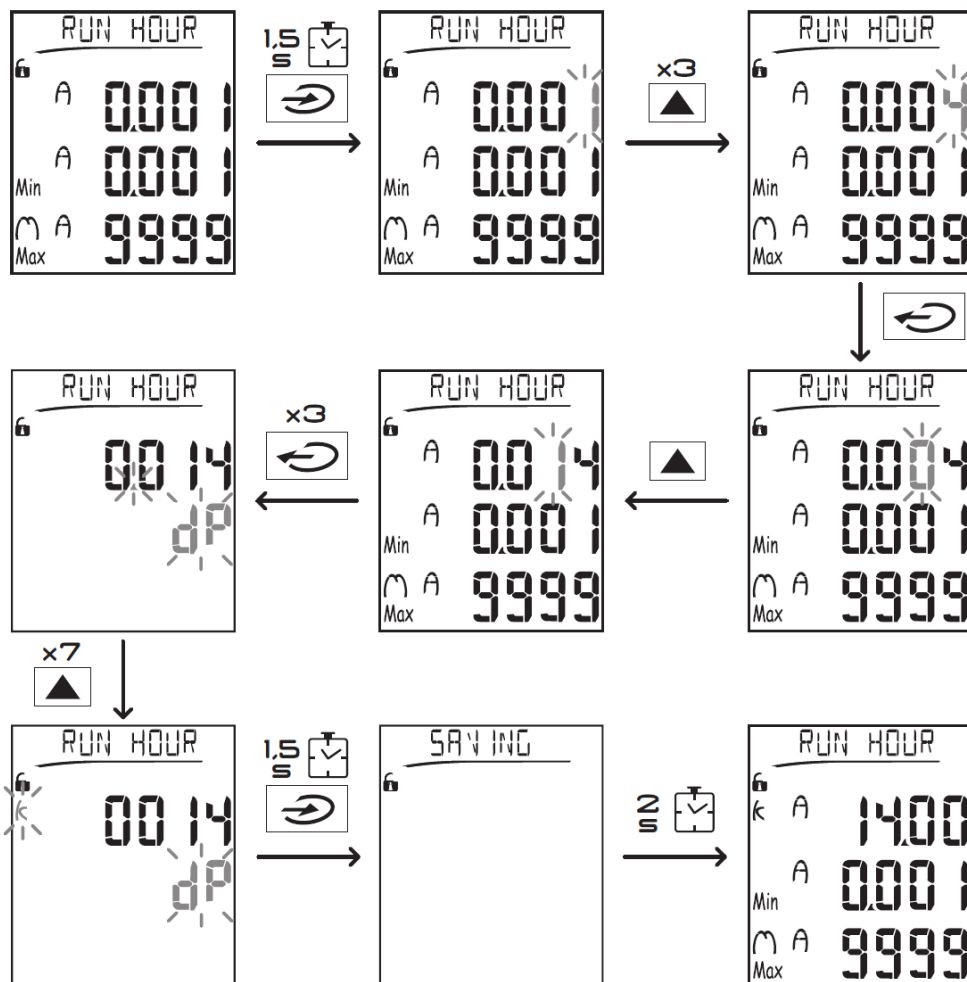 RUN HOUR
A 0.001
A 0.001
Min
M A 9999
Max
1,5
s
RUN HOUR
A 0.001
A 0.001
Min
M A 9999
Max
x3
RUN HOUR
A 0.004
A 0.001
Min
M A 9999
Max
RUN HOUR
A 0.004
A 0.001
Min
M A 9999
Max
RUN HOUR
A 0.014
A 0.001
Min
M A 9999
Max
x3
RUN HOUR
0.014
dP
x7
RUN HOUR
k 0014
dP
1,5
s
SAVING
2
s
RUN HOUR
k A 14.00
A 0.001
Min
M A 9999
Max